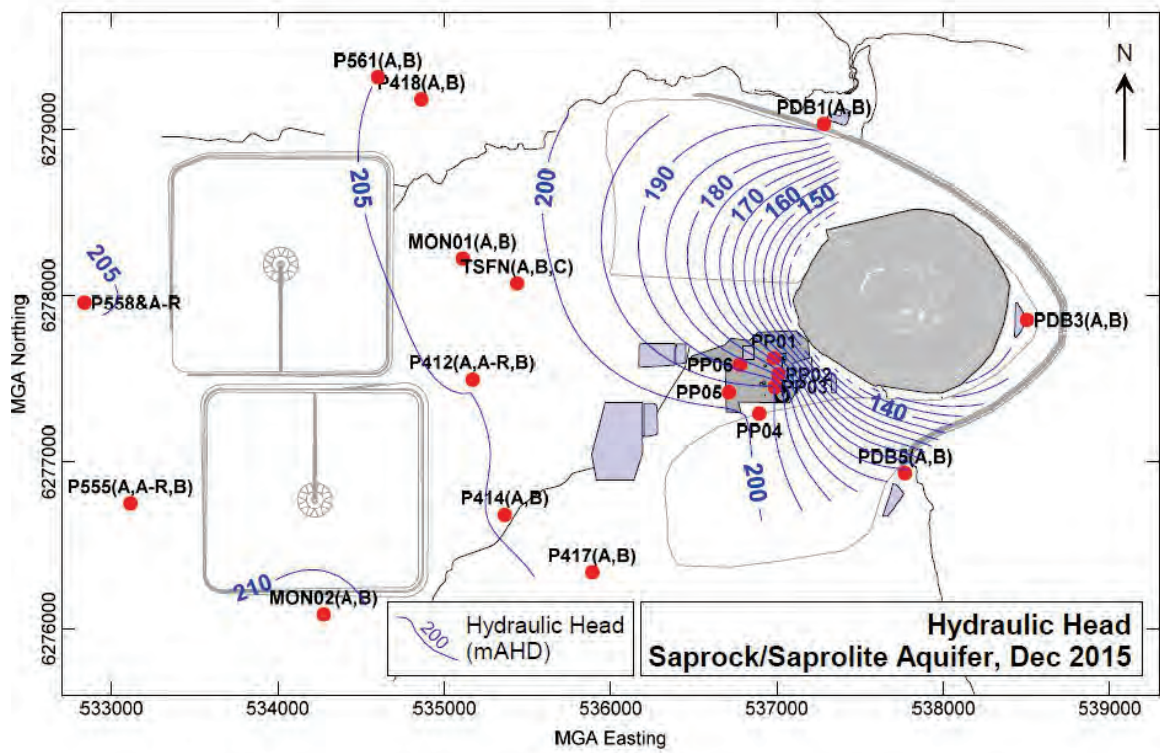 P561(A,B)
P418(A,B)
N
PDB1(A,B)
6279000
200
205
190
180
170
160
150
MON01(A,B)
TSFN(A,B,C)
205
P558&A-R
6278000
PDB3(A,B)
MGA Northing
PP01
PP06
PP02
P412(A,A-R,B)
PP05
PP03
140
PP04
6277000
200
PDB5(A,B)
P555(A,A-R,B)
P414(A,B)
P417(A,B)
210
MON02(A,B)
6276000
200
Hydraulic Head
(mAHD)
Hydraulic Head
Saprock/Saprolite Aquifer, Dec 2015
533000
534000
535000
536000
537000
538000
539000
MGA Easting